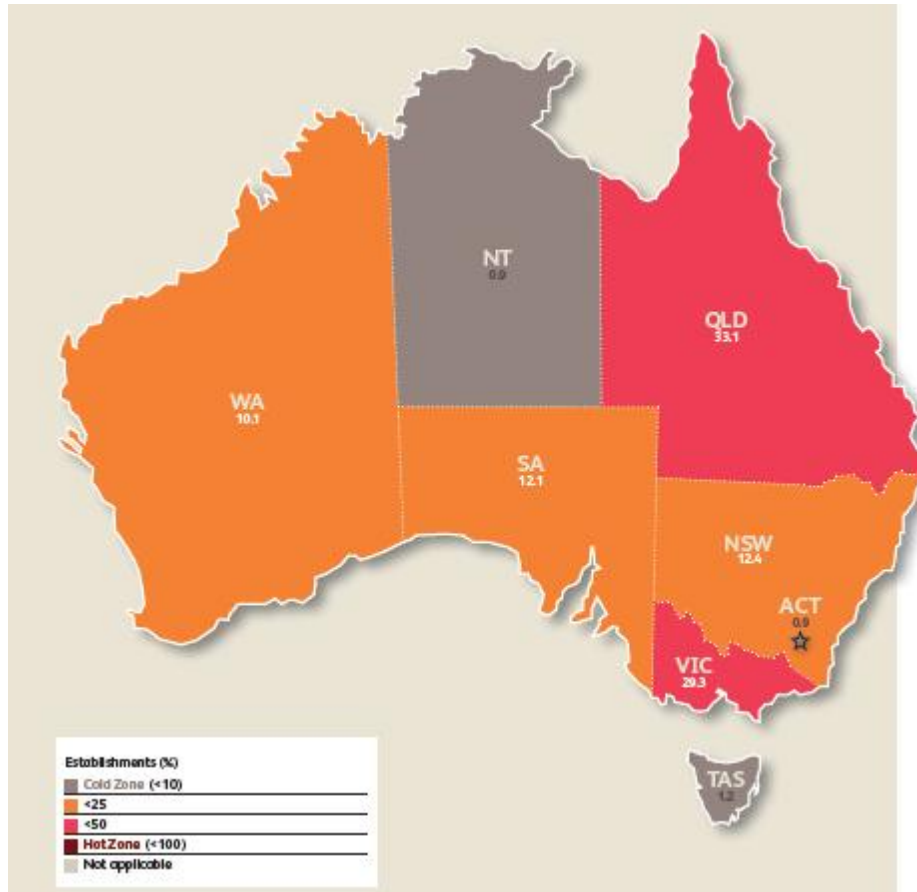 NT
0.9
QLD
33.1
WA
10.1
SA
12.1
NSW
12.4
ACT
0.9
VIC
29.3
TAS
1.2
Establishments (%)
Cold Zone (<10)
<25
<50
Hot Zone (<100)
Not applicable